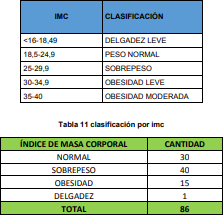 IMC CLASIFICACIÓN
<16-18,49 DELGADEZ LEVE
18,5-24,9 PESO NORMAL
25-29,9 SOBREPESO
30-34,9 OBESIDAD LEVE
35-40 OBESIDAD MODERADA
Tabla 11 clasificación por imc
ÍNDICE DE MASA CORPORAL CANTIDAD
NORMAL 30
SOBREPESO 40
OBESIDAD 15
DELGADEZ 1
TOTAL 86